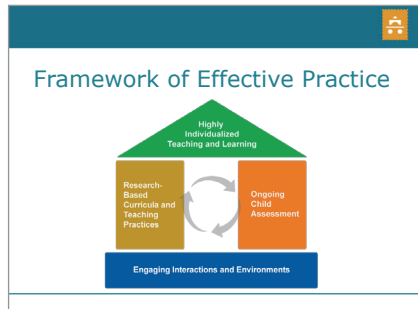 Framework of Effective Practice
Highly
Individualized
Teaching and Learning
Research-
Based
Curricula and
Teaching
Practices
Ongoing
Child
Assessment
Engaging Interactions and Environments